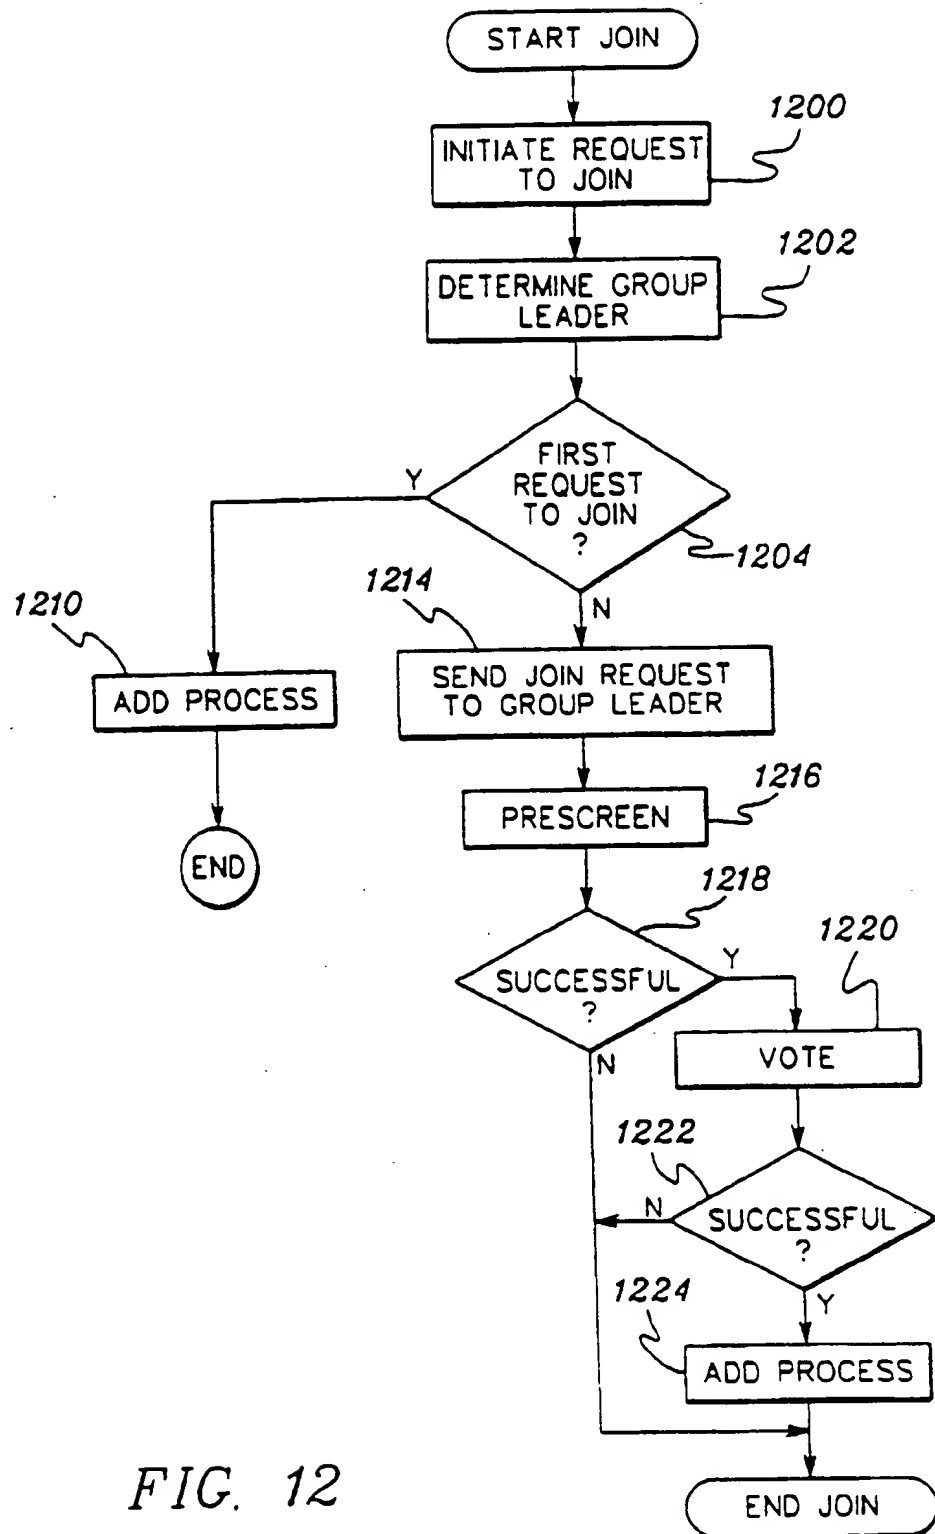 START JOIN
1200
INITIATE REQUEST
TO JOIN
1202
DETERMINE GROUP
LEADER
FIRST
REQUEST
TO JOIN
?
Y
1204
N
1214
1210
SEND JOIN REQUEST
TO GROUP LEADER
ADD PROCESS
1216
PRESCREEN
END
1218
SUCCESSFUL
?
Y
N
1220
VOTE
1222
N
SUCCESSFUL
?
Y
1224
ADD PROCESS
END JOIN
FIG. 12